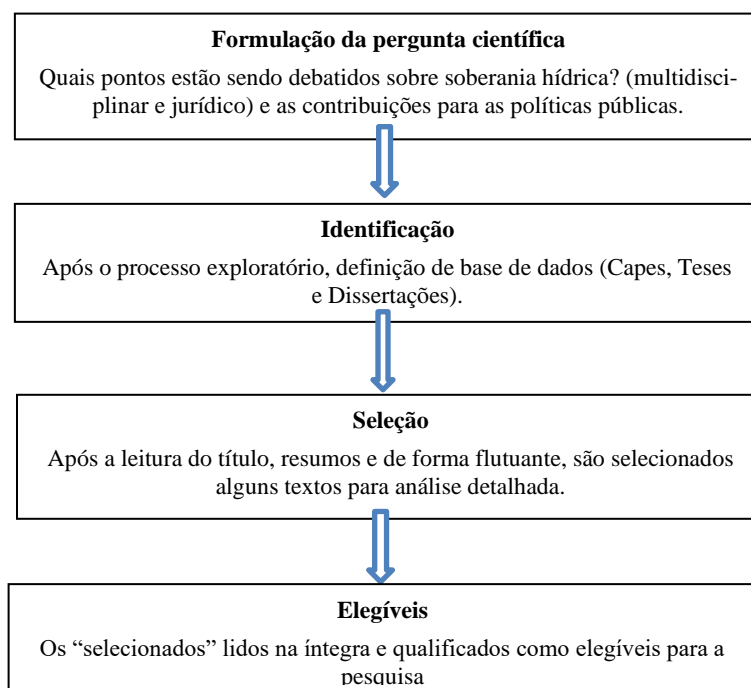 Formulação da pergunta científica
Quais pontos estão sendo debatidos sobre soberania hídrica? (multidisci-
plinar e jurídico) e as contribuições para as políticas públicas.
Identificação
Após o processo exploratório, definição de base de dados (Capes, Teses
e Dissertações).
Seleção
Após a leitura do título, resumos e de forma flutuante, são selecionados
alguns textos para análise detalhada.
Elegíveis
Os “selecionados” lidos na íntegra e qualificados como elegíveis para a
pesquisa